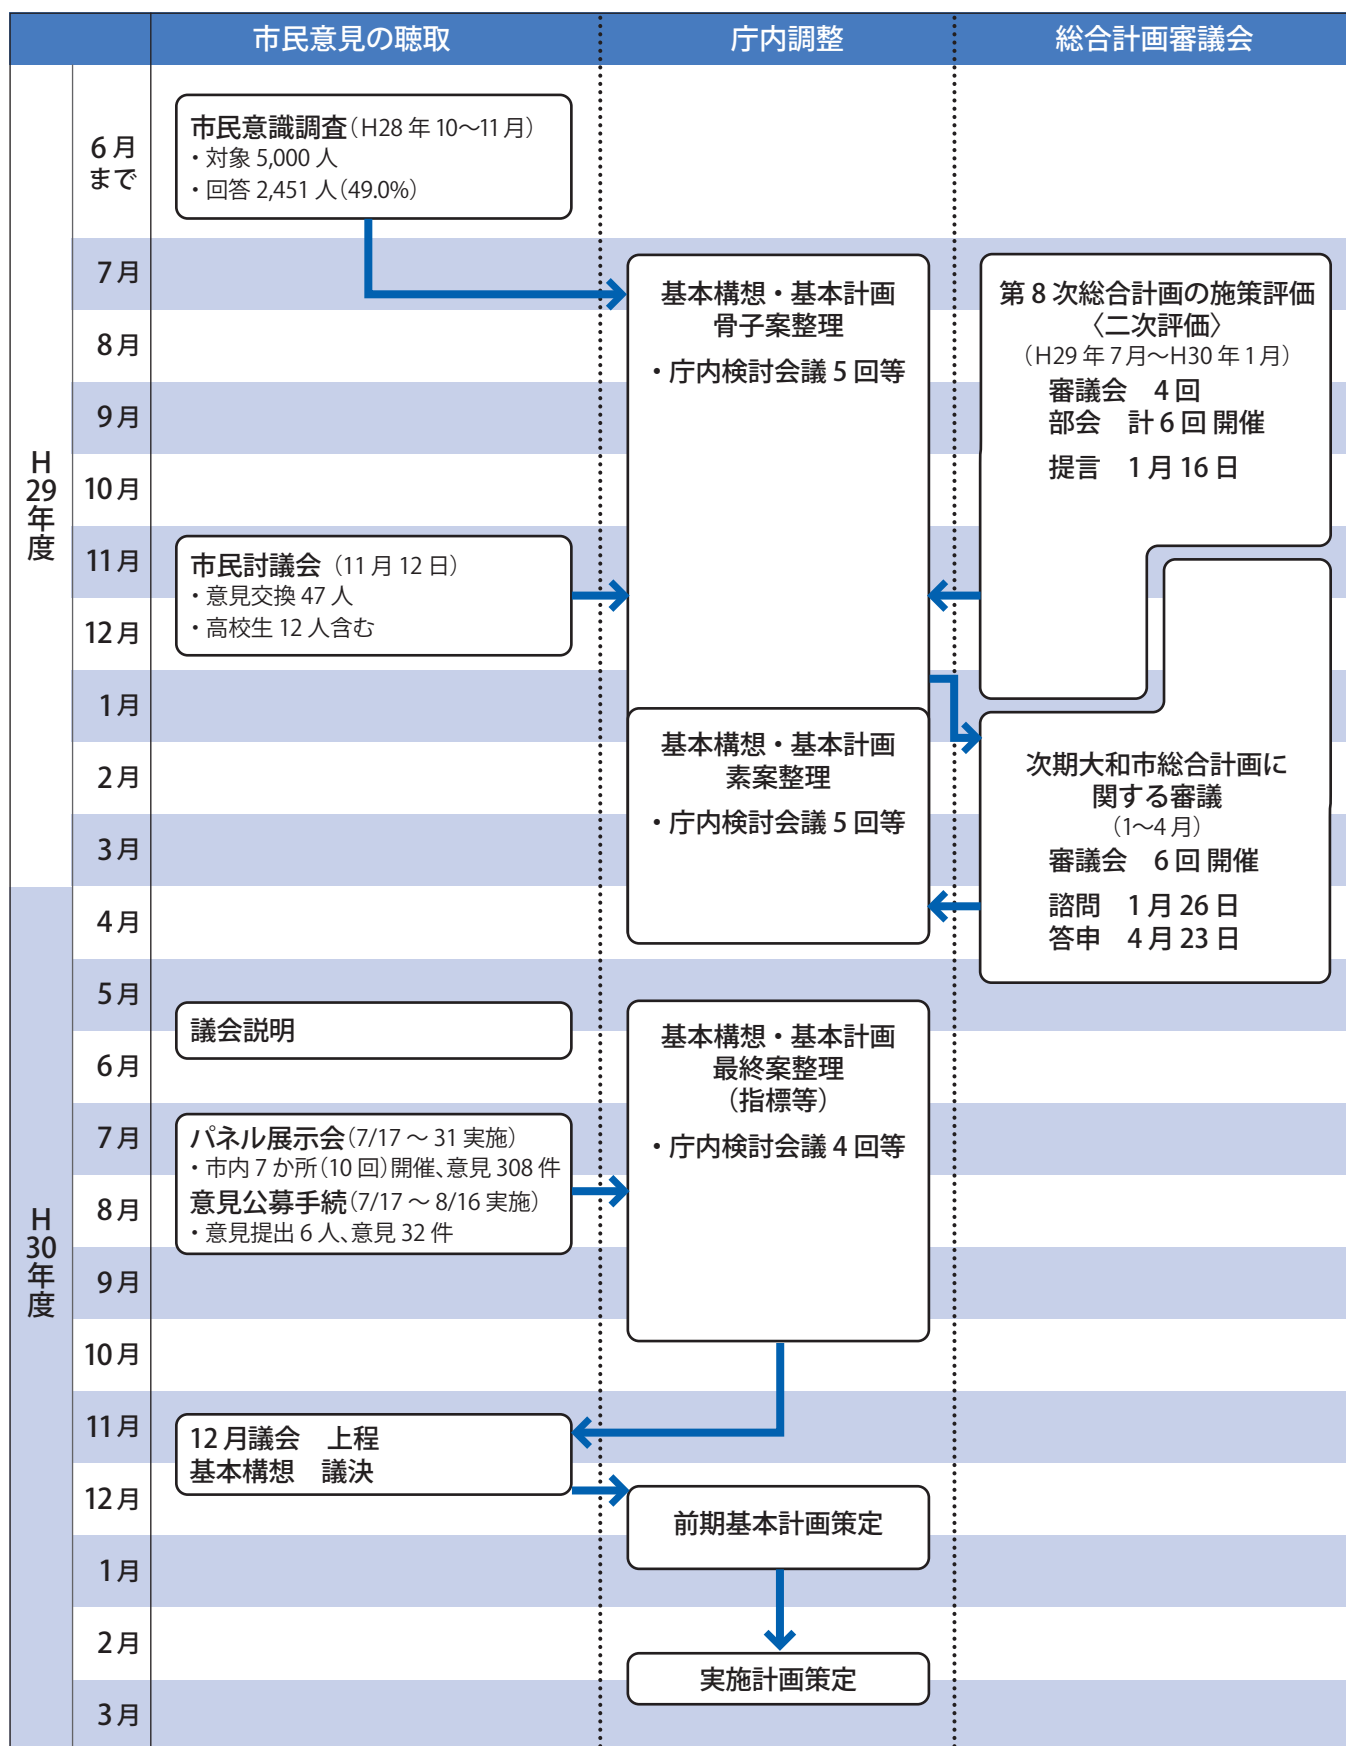 市民意見の聴取
庁内調整
総合計画審議会
H29年度
6月
まで
7月
8月
9月
10月
11月
12月
1月
2月
3月
H30年度
4月
5月
6月
7月
8月
9月
10月
11月
12月
1月
2月
3月
市民意識調査(H28年10～11月)
・対象5,000人
・回答2,451人(49.0%)
市民討議会（11月12日）
・意見交換47人
・高校生12人含む
議会説明
パネル展示会(7/17～31実施)
・市内7か所(10回)開催、意見308件
意見公募手続(7/17～8/16実施)
・意見提出6人、意見32件
12月議会　上程
基本構想　議決
基本構想・基本計画
骨子案整理
・庁内検討会議5回等
基本構想・基本計画
素案整理
・庁内検討会議5回等
基本構想・基本計画
最終案整理
（指標等）
・庁内検討会議4回等
前期基本計画策定
実施計画策定
第8次総合計画の施策評価
〈二次評価〉
（H29年7月～H30年1月）
審議会　4回
部会　計6回 開催
提言　1月16日
次期大和市総合計画に
関する審議
（1～4月）
審議会　6回 開催
諮問　1月26日
答申　4月23日